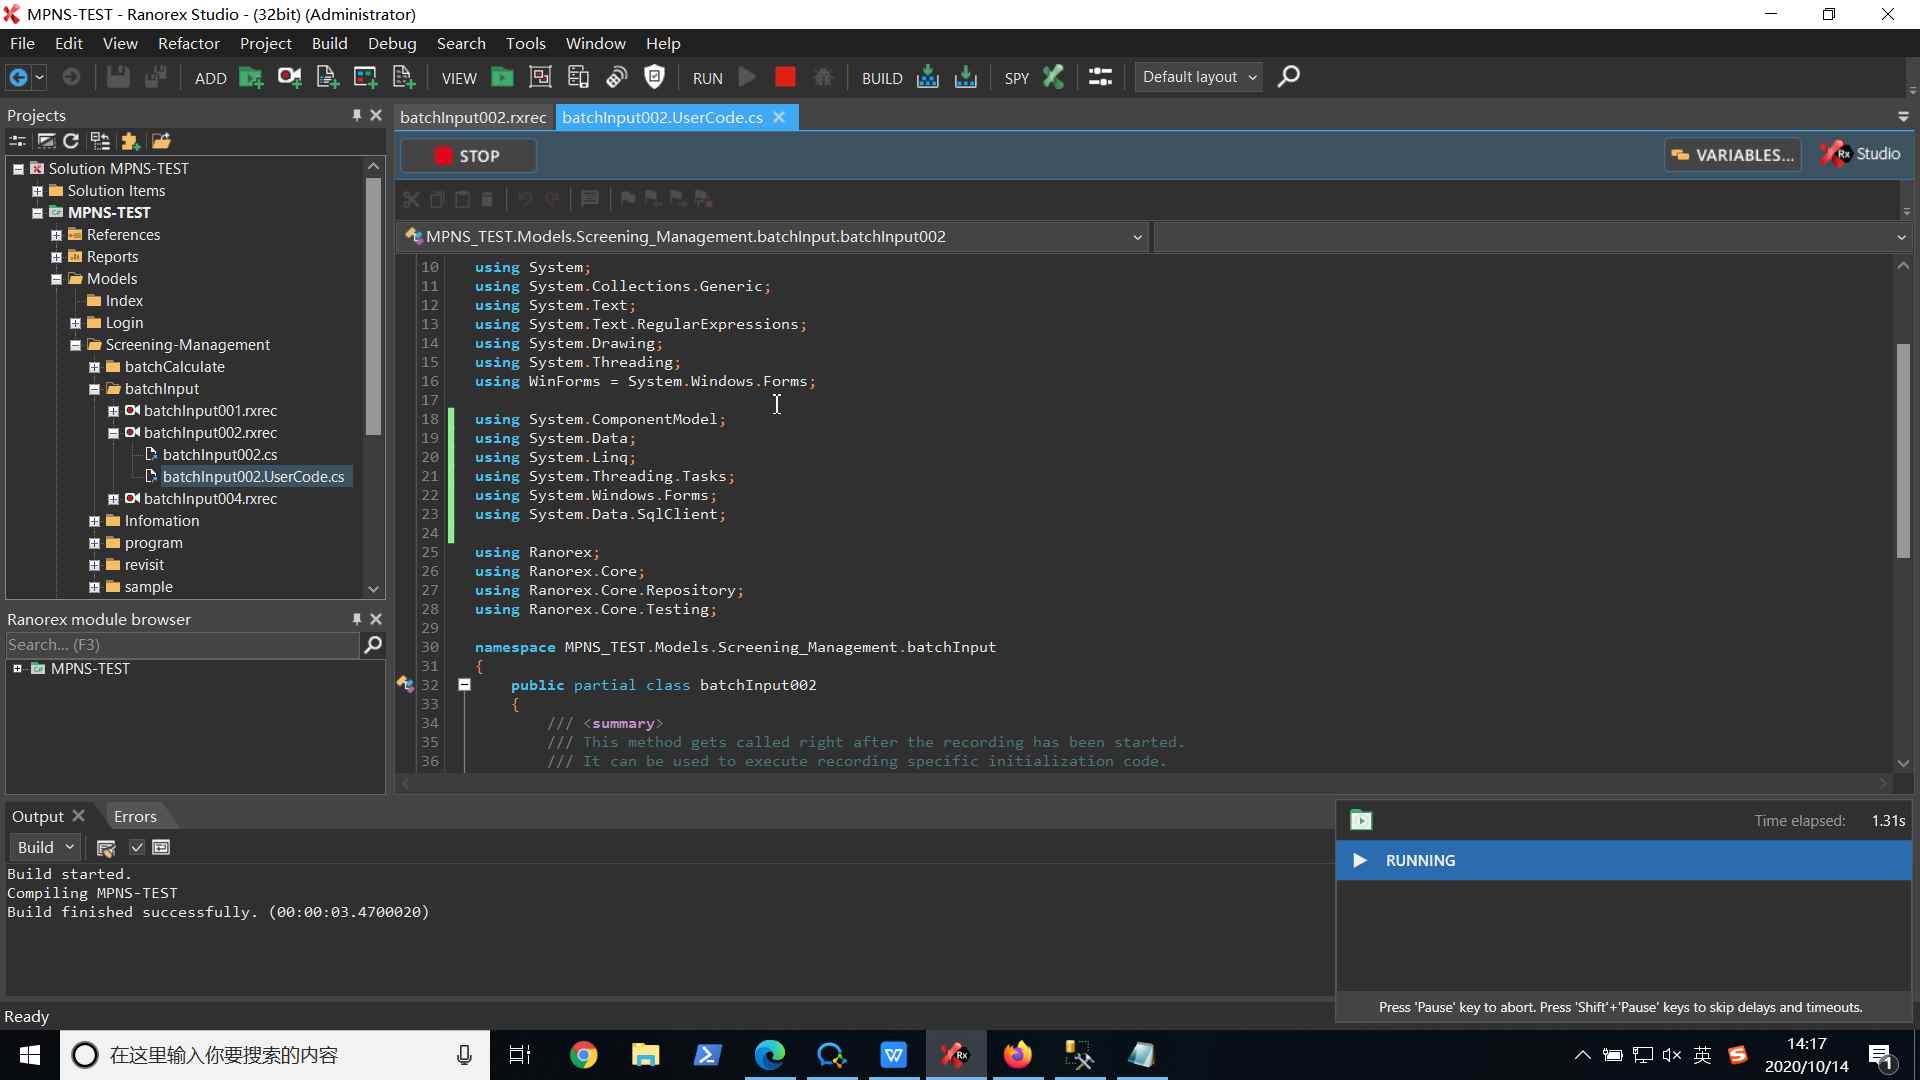 MPNS-TEST - Ranorex Studio - (32bit) (Administrator)
File Edit View Refactor Project Build Debug Search Tools Window Help
ADD VIEW RUN BUILD SPY Default layout
Projects
Solution MPNS-TEST
Solution Items
MPNS-TEST
References
Reports
Models
Index
Login
Screening-Management
batchCalculate
batchInput
batchInput001.rxrec
batchInput002.rxrec
batchInput002.cs
batchInput002.UserCode.cs
batchInput004.rxrec
Infomation
program
revisit
sample
Ranorex module browser
Search... (F3)
MPNS-TEST
batchInput002.rxrec batchInput002.UserCode.cs
STOP VARIABLES... Rx Studio
MPNS_TEST.Models.Screening_Management.batchInput.batchInput002
10 using System;
11 using System.Collections.Generic;
12 using System.Text;
13 using System.Text.RegularExpressions;
14 using System.Drawing;
15 using System.Threading;
16 using WinForms = System.Windows.Forms;
17
18 using System.ComponentModel;
19 using System.Data;
20 using System.Linq;
21 using System.Threading.Tasks;
22 using System.Windows.Forms;
23 using System.Data.SqlClient;
24
25 using Ranorex;
26 using Ranorex.Core;
27 using Ranorex.Core.Repository;
28 using Ranorex.Core.Testing;
29
30 namespace MPNS_TEST.Models.Screening_Management.batchInput
31 {
32 public partial class batchInput002
33 {
34 /// <summary>
35 /// This method gets called right after the recording has been started.
36 /// It can be used to execute recording specific initialization code.
Output Errors
Build
Build started.
Compiling MPNS-TEST
Build finished successfully. (00:00:03.4700020)
Time elapsed: 1.31s
RUNNING
Press 'Pause' key to abort. Press 'Shift'+'Pause' keys to skip delays and timeouts.
Ready
在这里输入你要搜索的内容
W
Rx
英
S
14:17
2020/10/14
1